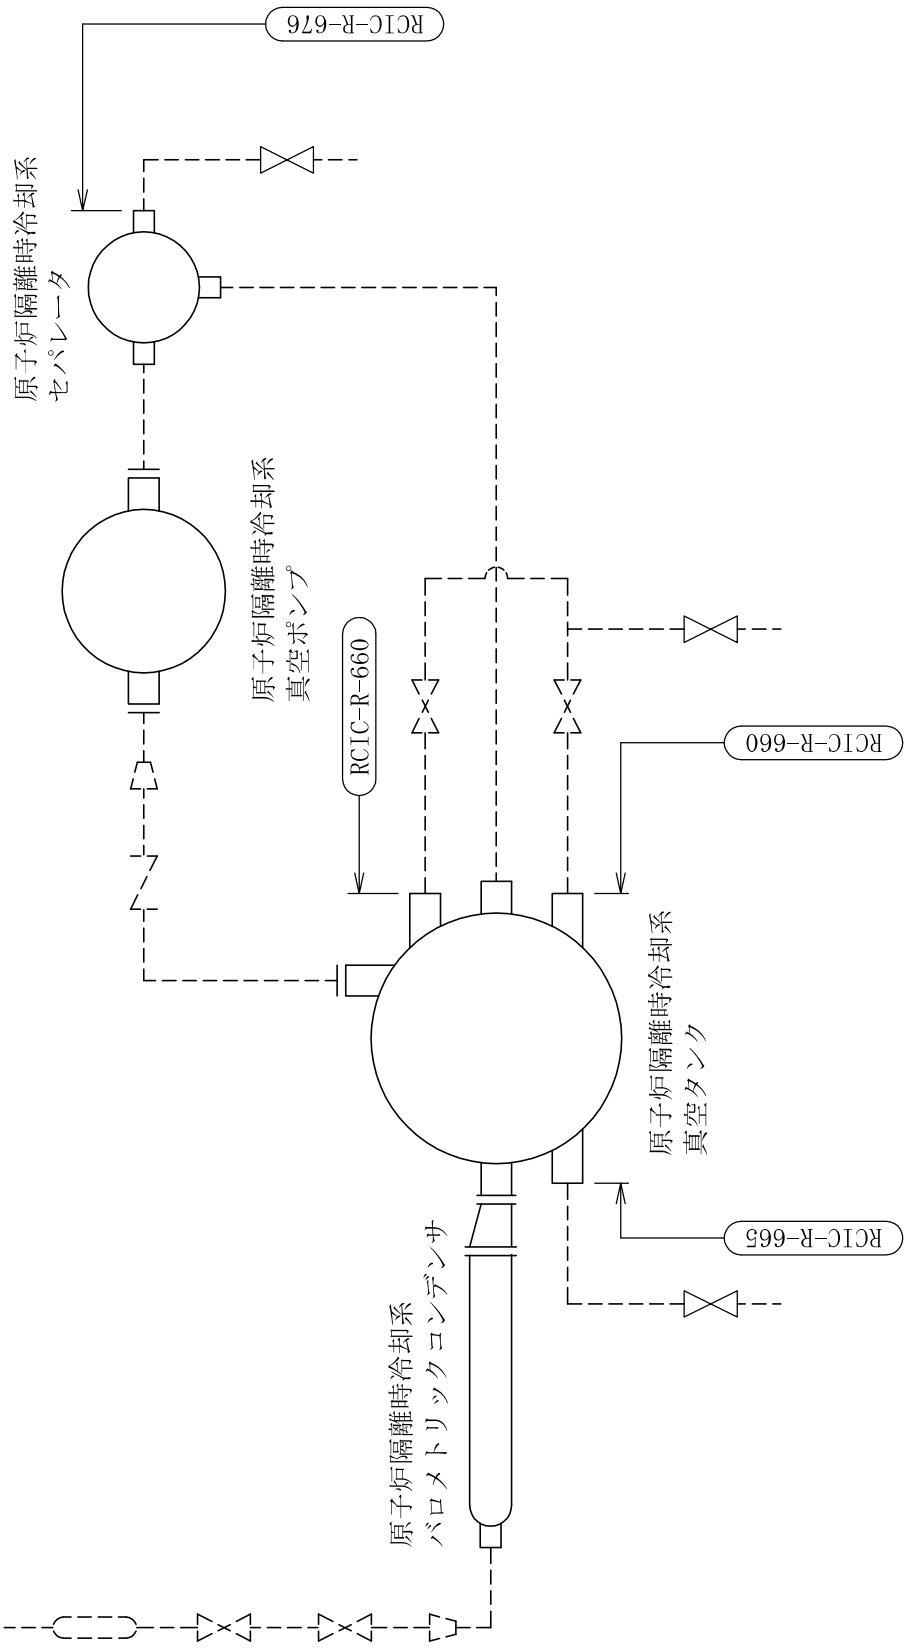 RCIC-R-676
原子炉隔離時冷却系
セパレータ
原子炉隔離時冷却系
真空ポンプ
RCIC-R-660
RCIC-R-660
原子炉隔離時冷却系
真空タンク
RCIC-R-665
原子炉隔離時冷却系
バロメトリックコンデンサ